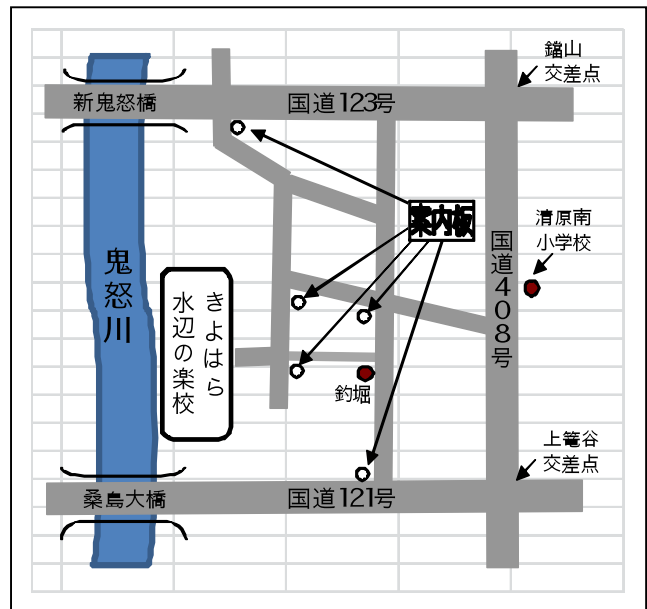 鐺山
交差点
新鬼怒橋
国道123号
案内板
清原南
小学校
国道408号
鬼怒川
きよはら
水辺の楽校
釣堀
上篭谷
交差点
桑島大橋
国道121号